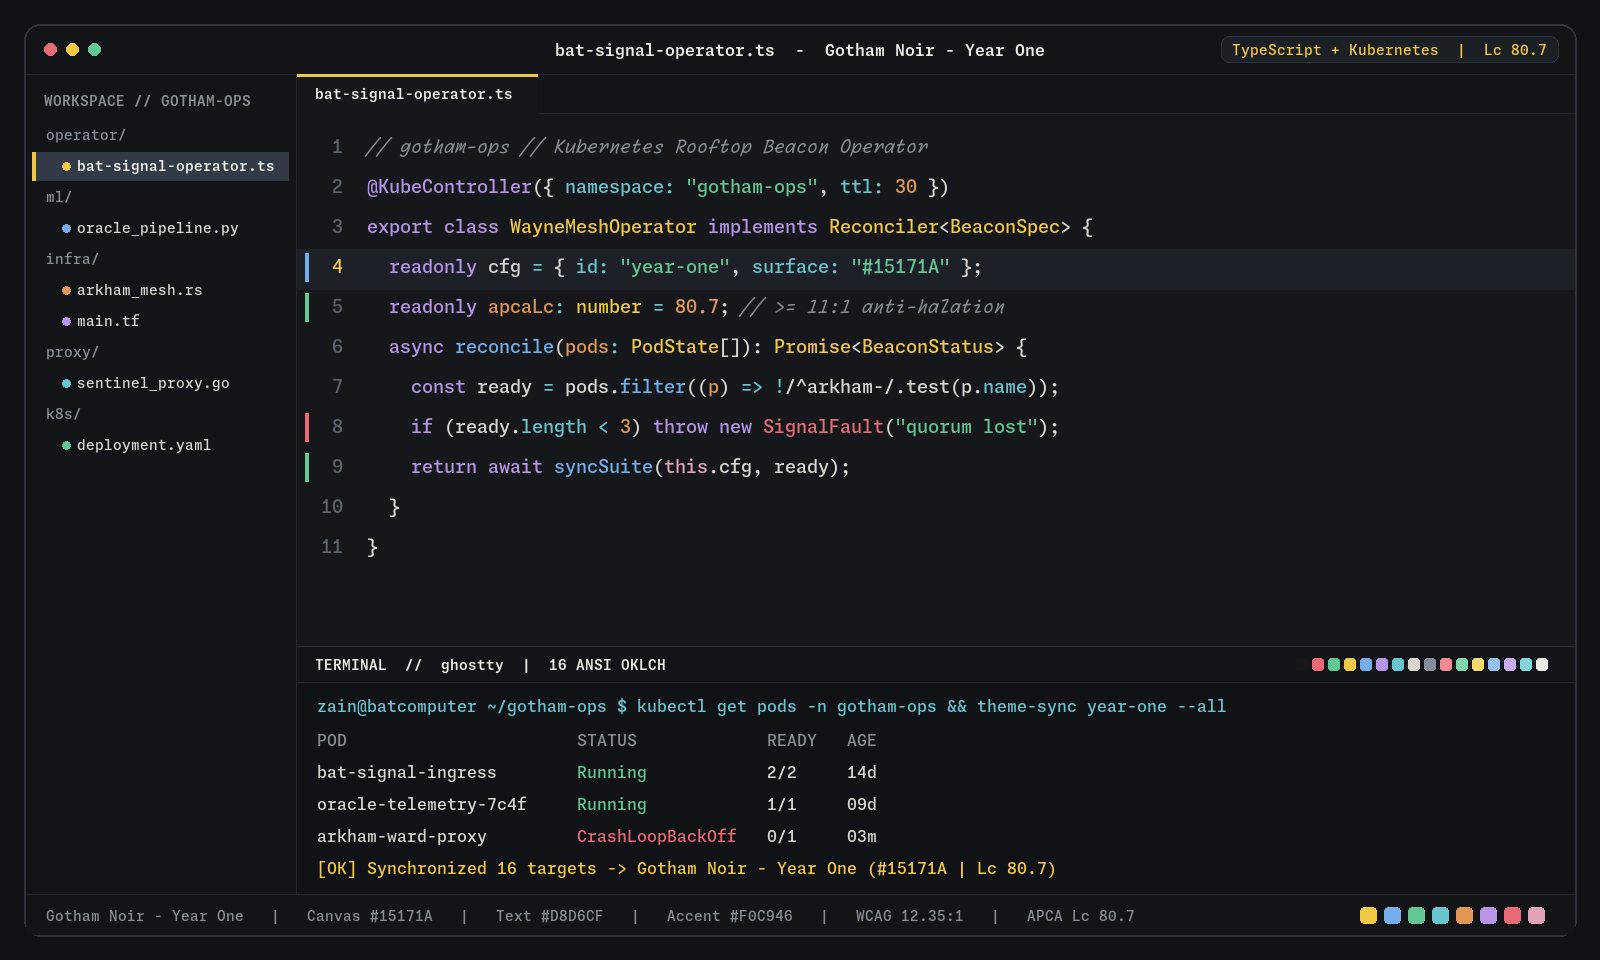 bat-signal-operator.ts - Gotham Noir - Year One
TypeScript + Kubernetes | Lc 80.7
WORKSPACE // GOTHAM-OPS
operator/
bat-signal-operator.ts
ml/
oracle_pipeline.py
infra/
arkham_mesh.rs
main.tf
proxy/
sentinel_proxy.go
k8s/
deployment.yaml
bat-signal-operator.ts
1 // gotham-ops // Kubernetes Rooftop Beacon Operator
2 @KubeController({ namespace: "gotham-ops", ttl: 30 })
3 export class WayneMeshOperator implements Reconciler<BeaconSpec> {
4 readonly cfg = { id: "year-one", surface: "#15171A" };
5 readonly apcaLc: number = 80.7; // >= 11:1 anti-halation
6 async reconcile(pods: PodState[]): Promise<BeaconStatus> {
7 const ready = pods.filter((p) => !/^arkham-/.test(p.name));
8 if (ready.length < 3) throw new SignalFault("quorum lost");
9 return await syncSuite(this.cfg, ready);
10 }
11 }
TERMINAL // ghostty | 16 ANSI OKLCH
zain@batcomputer ~/gotham-ops $ kubectl get pods -n gotham-ops && theme-sync year-one --all
POD STATUS READY AGE
bat-signal-ingress Running 2/2 14d
oracle-telemetry-7c4f Running 1/1 09d
arkham-ward-proxy CrashLoopBackOff 0/1 03m
[OK] Synchronized 16 targets -> Gotham Noir - Year One (#15171A | Lc 80.7)
Gotham Noir - Year One | Canvas #15171A | Text #D8D6CF | Accent #F0C946 | WCAG 12.35:1 | APCA Lc 80.7